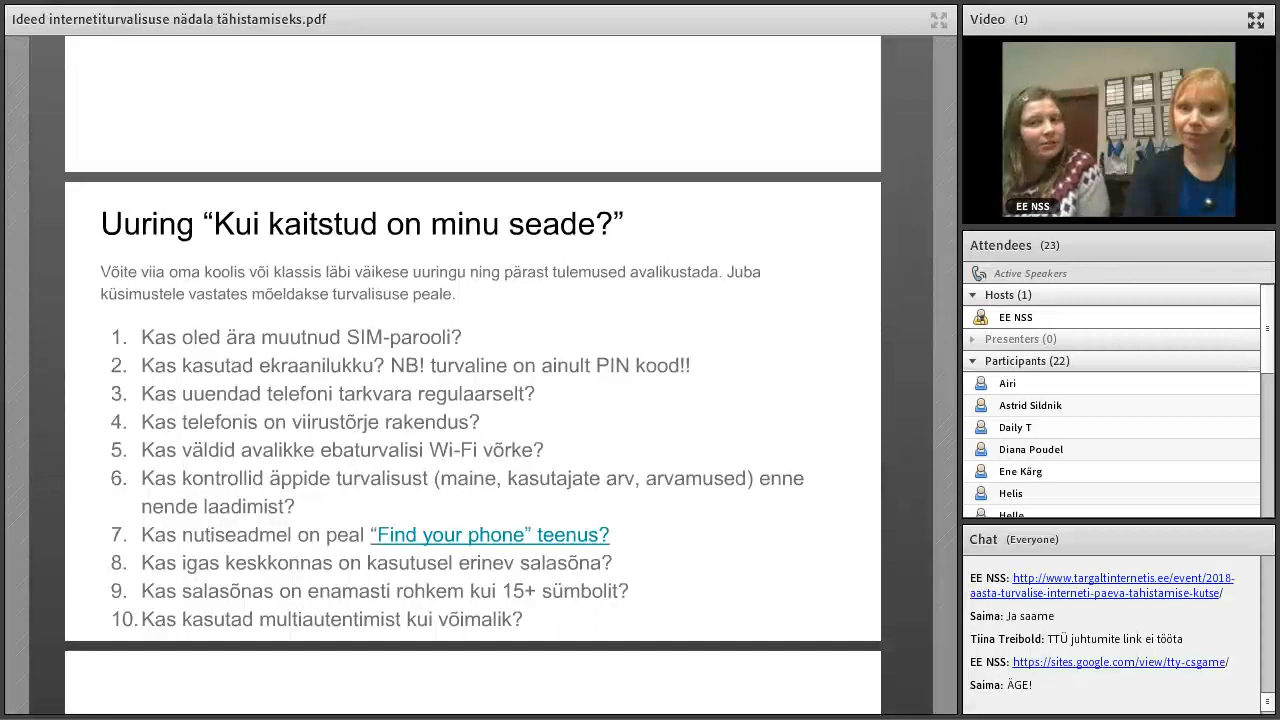 Ideed internetiturvalisuse nädala tähistamiseks.pdf
Uuring “Kui kaitstud on minu seade?”
Võite viia oma koolis või klassis läbi väikese uuringu ning pärast tulemused avalikustada. Juba
küsimustele vastates mõeldakse turvalisuse peale.
1. Kas oled ära muutnud SIM-parooli?
2. Kas kasutad ekraanilukku? NB! turvaline on ainult PIN kood!!
3. Kas uuendad telefoni tarkvara regulaarselt?
4. Kas telefonis on viirustõrje rakendus?
5. Kas väldid avalikke ebaturvalisi Wi-Fi võrke?
6. Kas kontrollid äppide turvalisust (maine, kasutajate arv, arvamused) enne
nende laadimist?
7. Kas nutiseadmel on peal “Find your phone” teenus?
8. Kas igas keskkonnas on kasutusel erinev salasõna?
9. Kas salasõnas on enamasti rohkem kui 15+ sümbolit?
10. Kas kasutad multiautentimist kui võimalik?
Video (1)
EE NSS
Attendees (23)
Active Speakers
Hosts (1)
EE NSS
Presenters (0)
Participants (22)
Airi
Astrid Sildnik
Daily T
Diana Poudel
Ene Kärg
Helis
Helle
Chat (Everyone)
EE NSS: http://www.targaltinternetis.ee/event/2018-
aasta-turvalise-interneti-paeva-tahistamise-kutse/
Saima: Ja saame
Tiina Treibold: TTÜ juhtumite link ei tööta
EE NSS: https://sites.google.com/view/tty-csgame/
Saima: ÄGE!